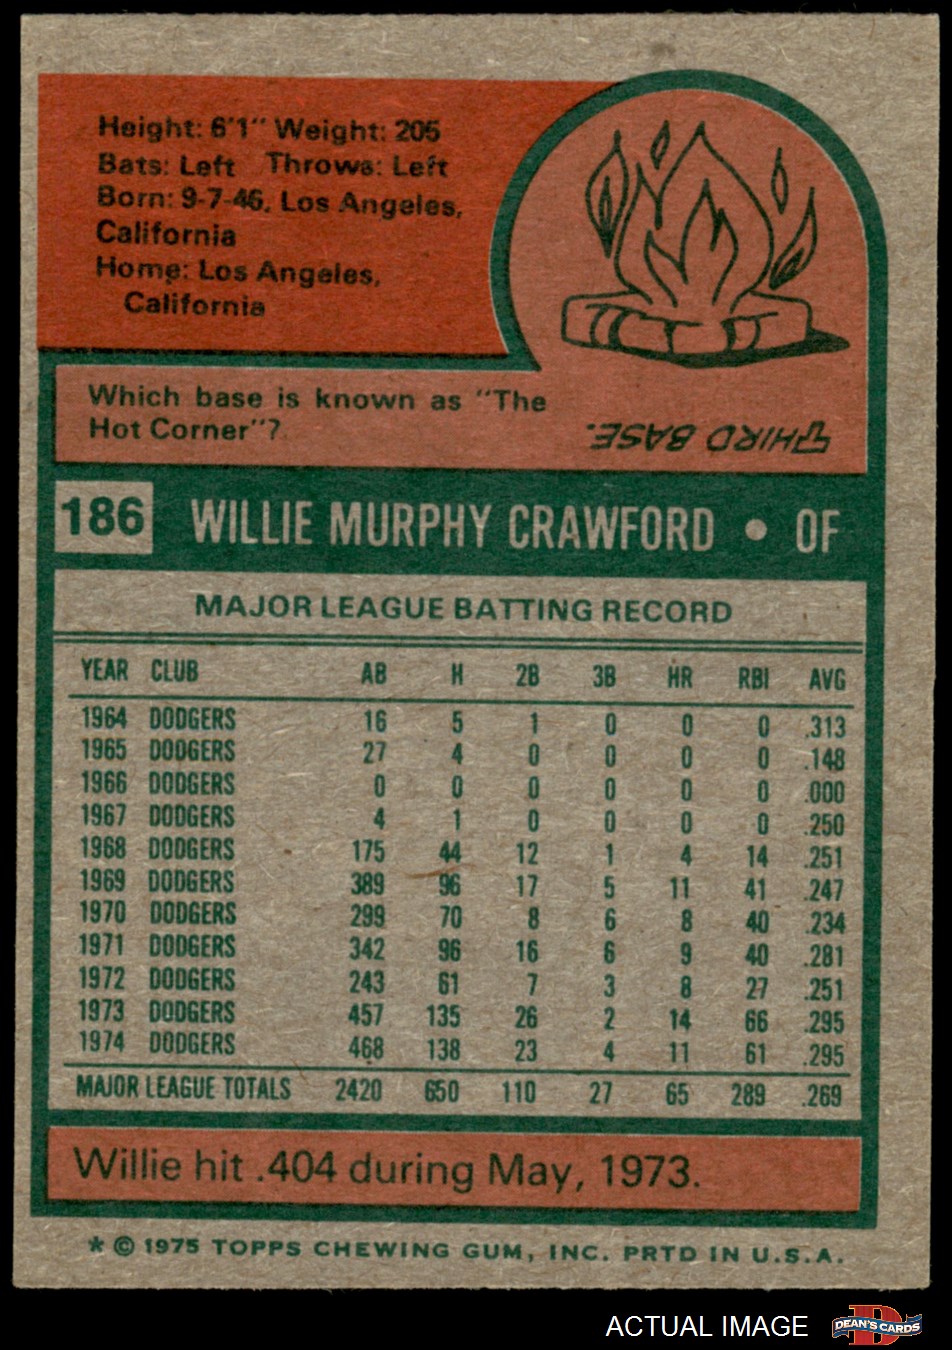 Height: 6'1" Weight: 205
Bats: Left Throws: Left
Born: 9-7-46, Los Angeles,
California
Home: Los Angeles,
California
Which base is known as "The
Hot Corner"?
THIRD BASE.
186 WILLIE MURPHY CRAWFORD • OF
MAJOR LEAGUE BATTING RECORD
YEAR CLUB AB H 2B 3B HR RBI AVG
1964 DODGERS 16 5 1 0 0 0 .313
1965 DODGERS 27 4 0 0 0 0 .148
1966 DODGERS 0 0 0 0 0 0 .000
1967 DODGERS 4 1 0 0 0 0 .250
1968 DODGERS 175 44 12 1 4 14 .251
1969 DODGERS 389 96 17 5 11 41 .247
1970 DODGERS 299 70 8 6 8 40 .234
1971 DODGERS 342 96 16 6 9 40 .281
1972 DODGERS 243 61 7 3 8 27 .251
1973 DODGERS 457 135 26 2 14 66 .295
1974 DODGERS 468 138 23 4 11 61 .295
MAJOR LEAGUE TOTALS 2420 650 110 27 65 289 .269
Willie hit .404 during May, 1973.
* © 1975 TOPPS CHEWING GUM, INC. PRTD IN U.S.A.
ACTUAL IMAGE
D
DEAN'S CARDS